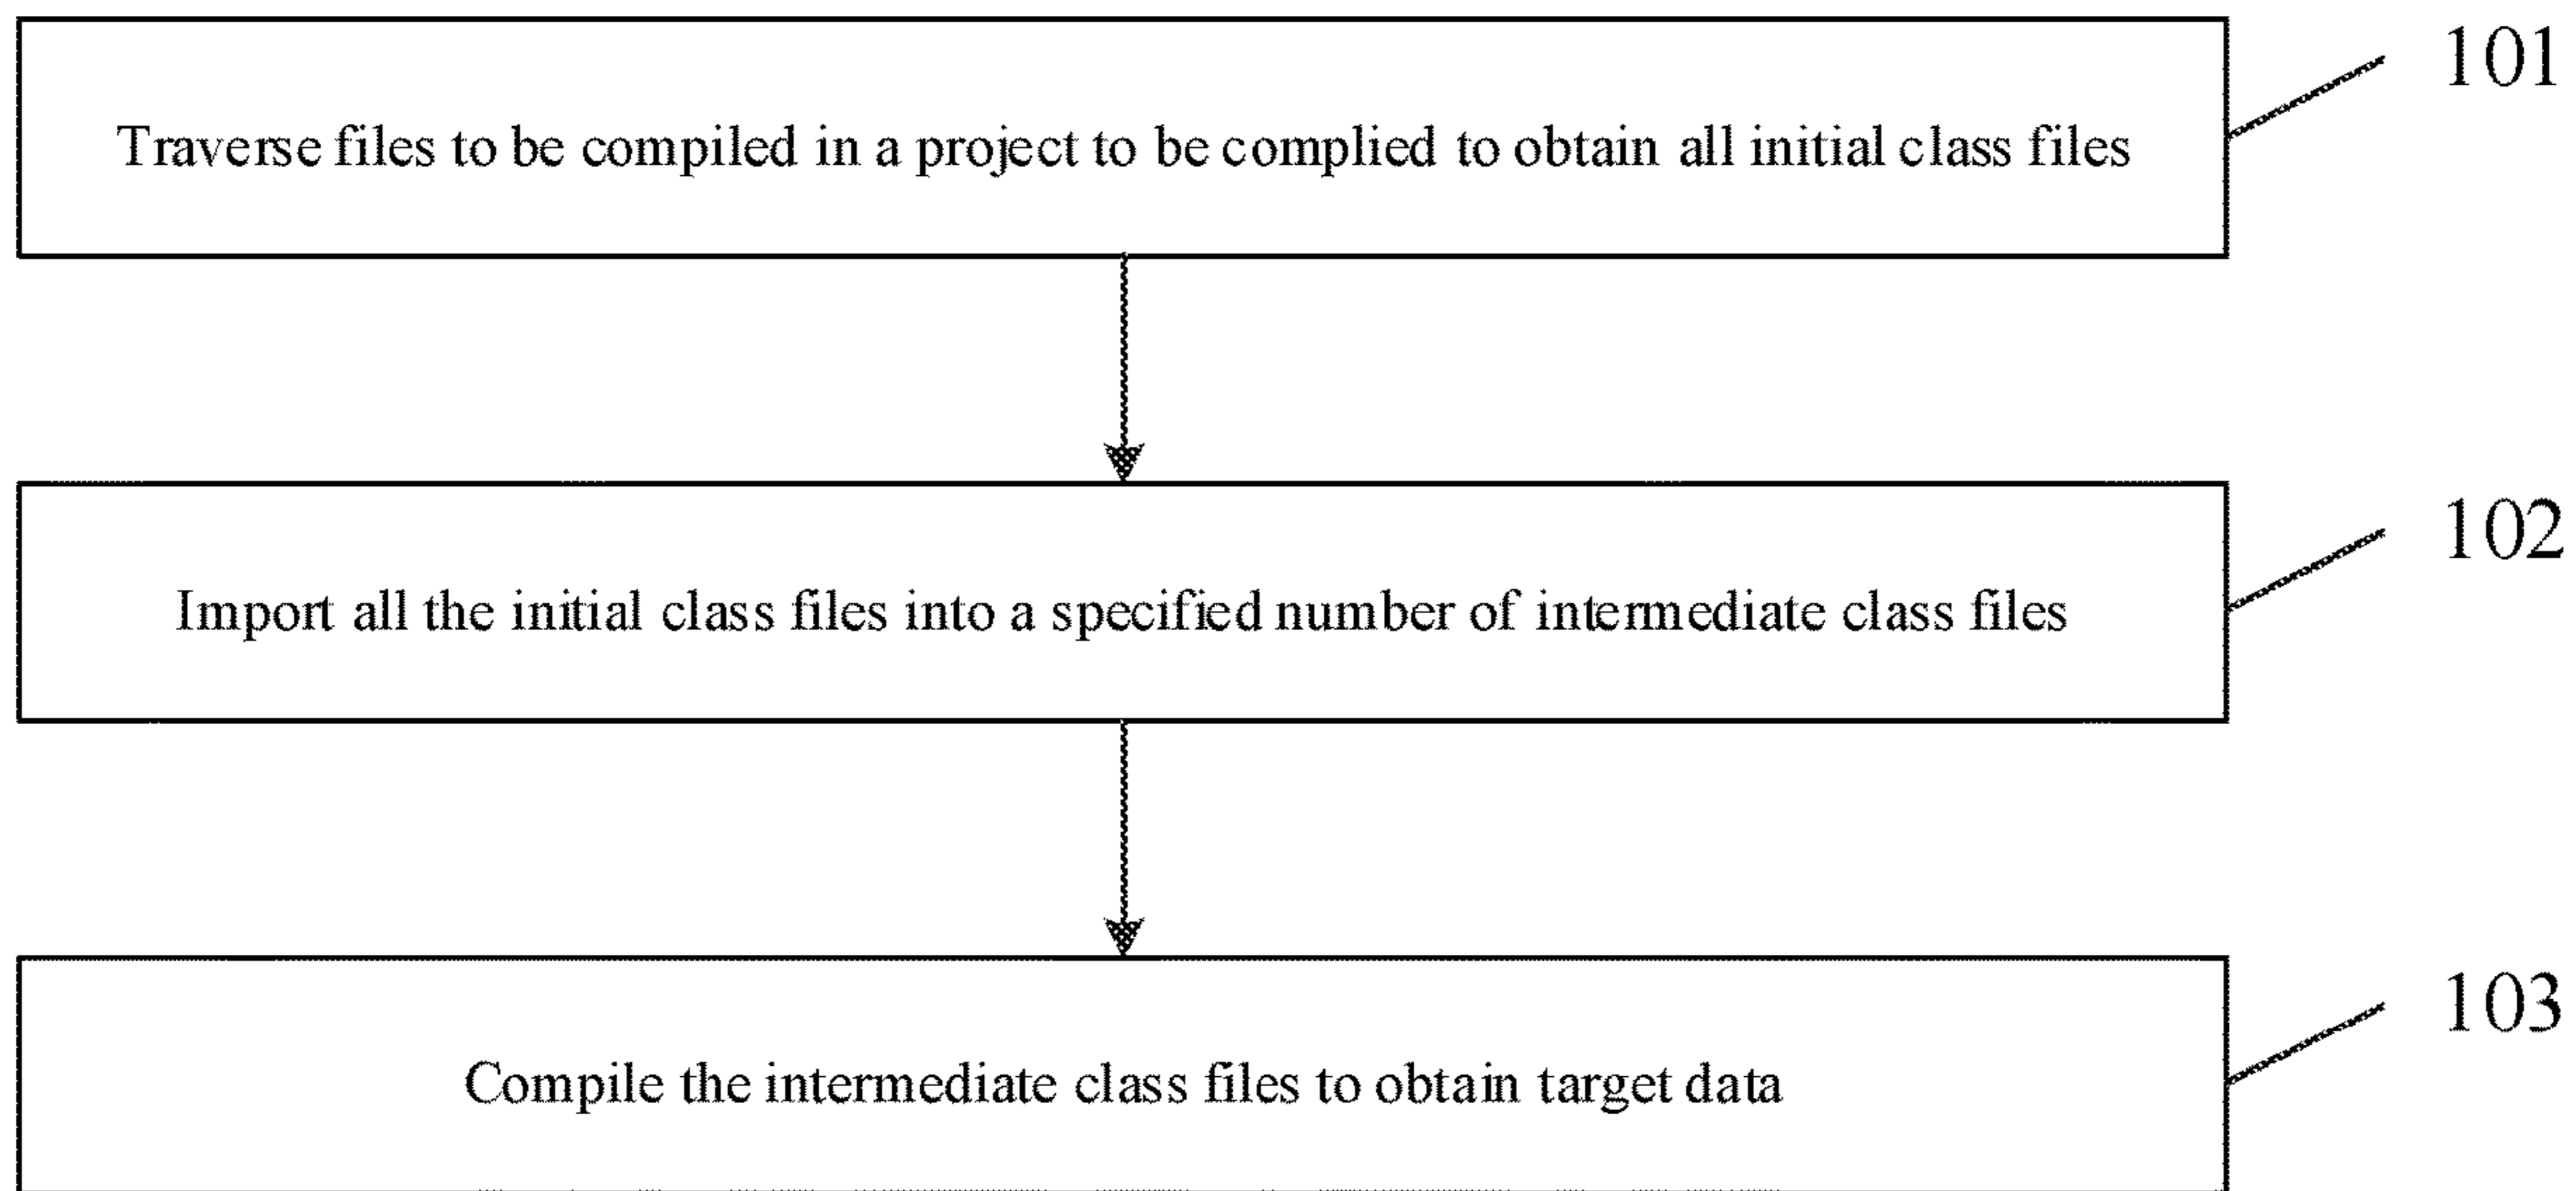 101
Traverse files to be compiled in a project to be complied to obtain all initial class files
102
Import all the initial class files into a specified number of intermediate class files
103
Compile the intermediate class files to obtain target data